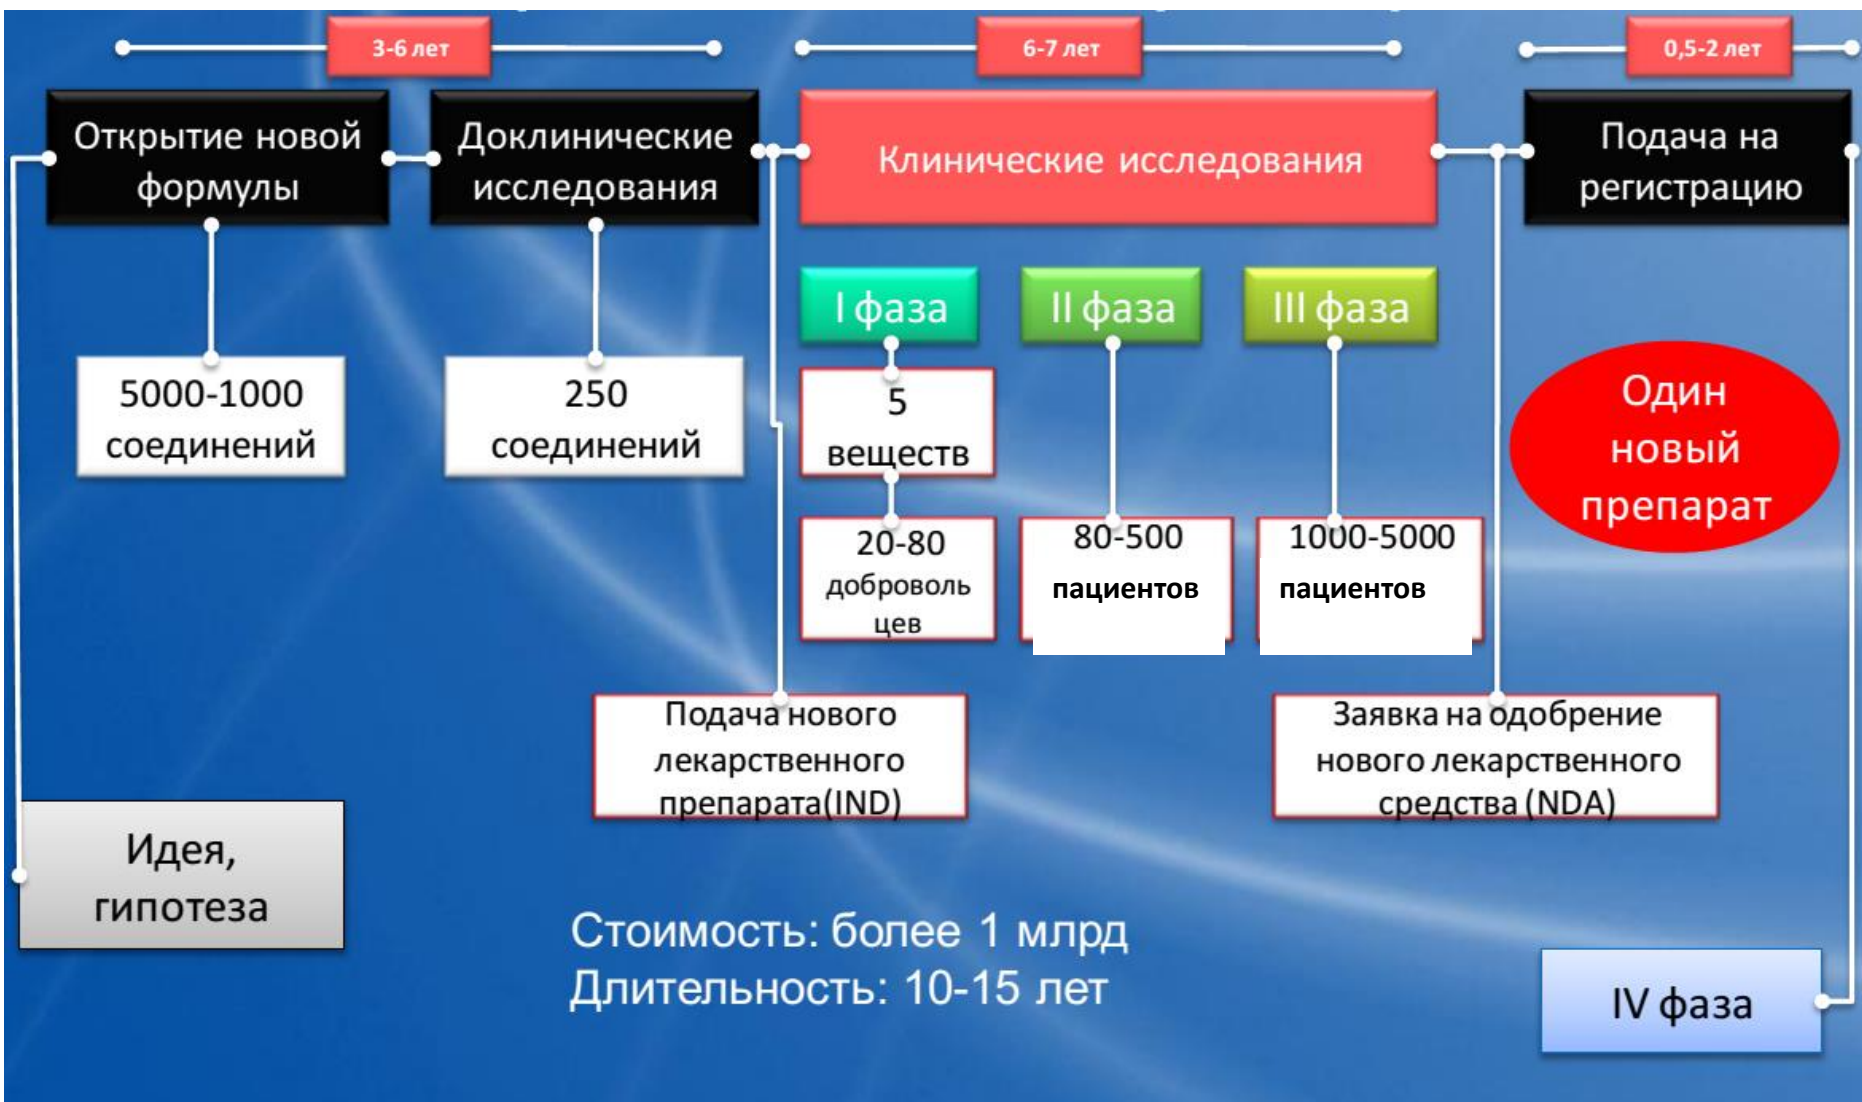 3-6 лет
6-7 лет
0,5-2 лет
Открытие новой
формулы
Доклинические
исследования
Клинические исследования
Подача на
регистрацию
I фаза
II фаза
III фаза
5000-1000
соединений
250
соединений
5
веществ
Один
новый
препарат
20-80
доброволь
цев
80-500
пациентов
1000-5000
пациентов
Подача нового
лекарственного
препарата(IND)
Заявка на одобрение
нового лекарственного
средства (NDA)
Идея,
гипотеза
Стоимость: более 1 млрд
Длительность: 10-15 лет
IV фаза